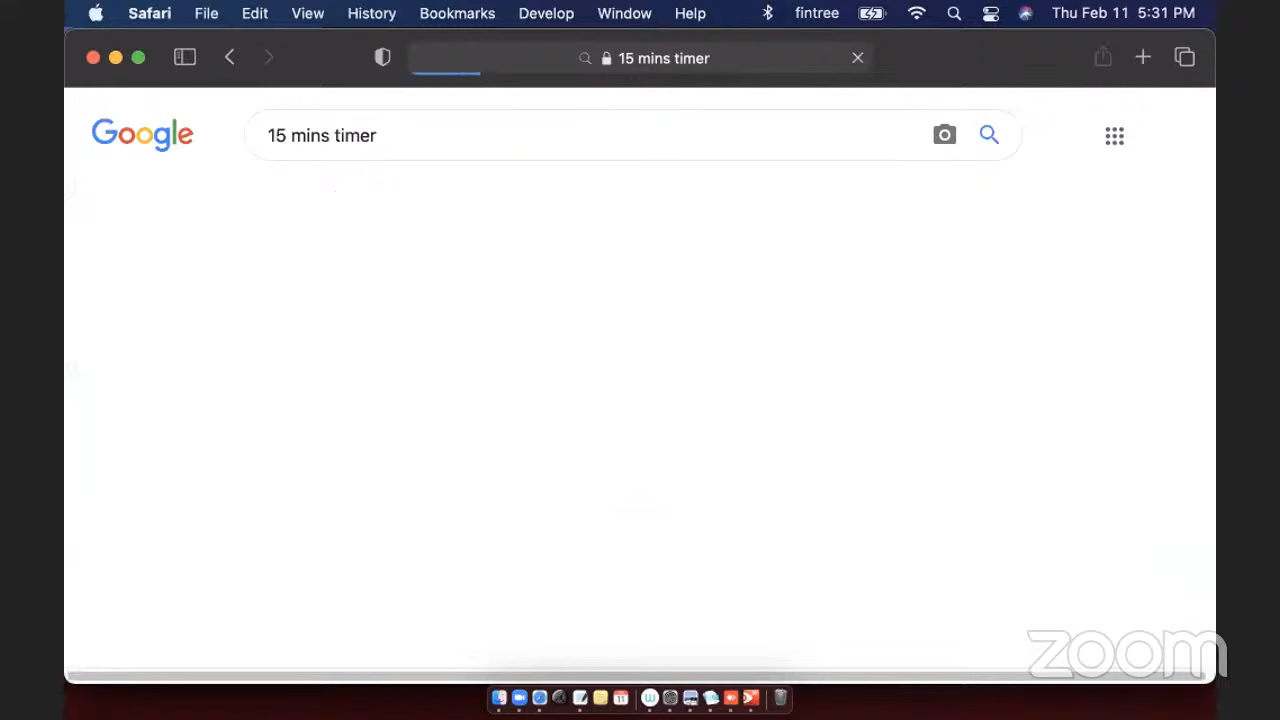 Safari File Edit View History Bookmarks Develop Window Help fintree Thu Feb 11 5:31 PM
15 mins timer
Google 15 mins timer
zoom
11